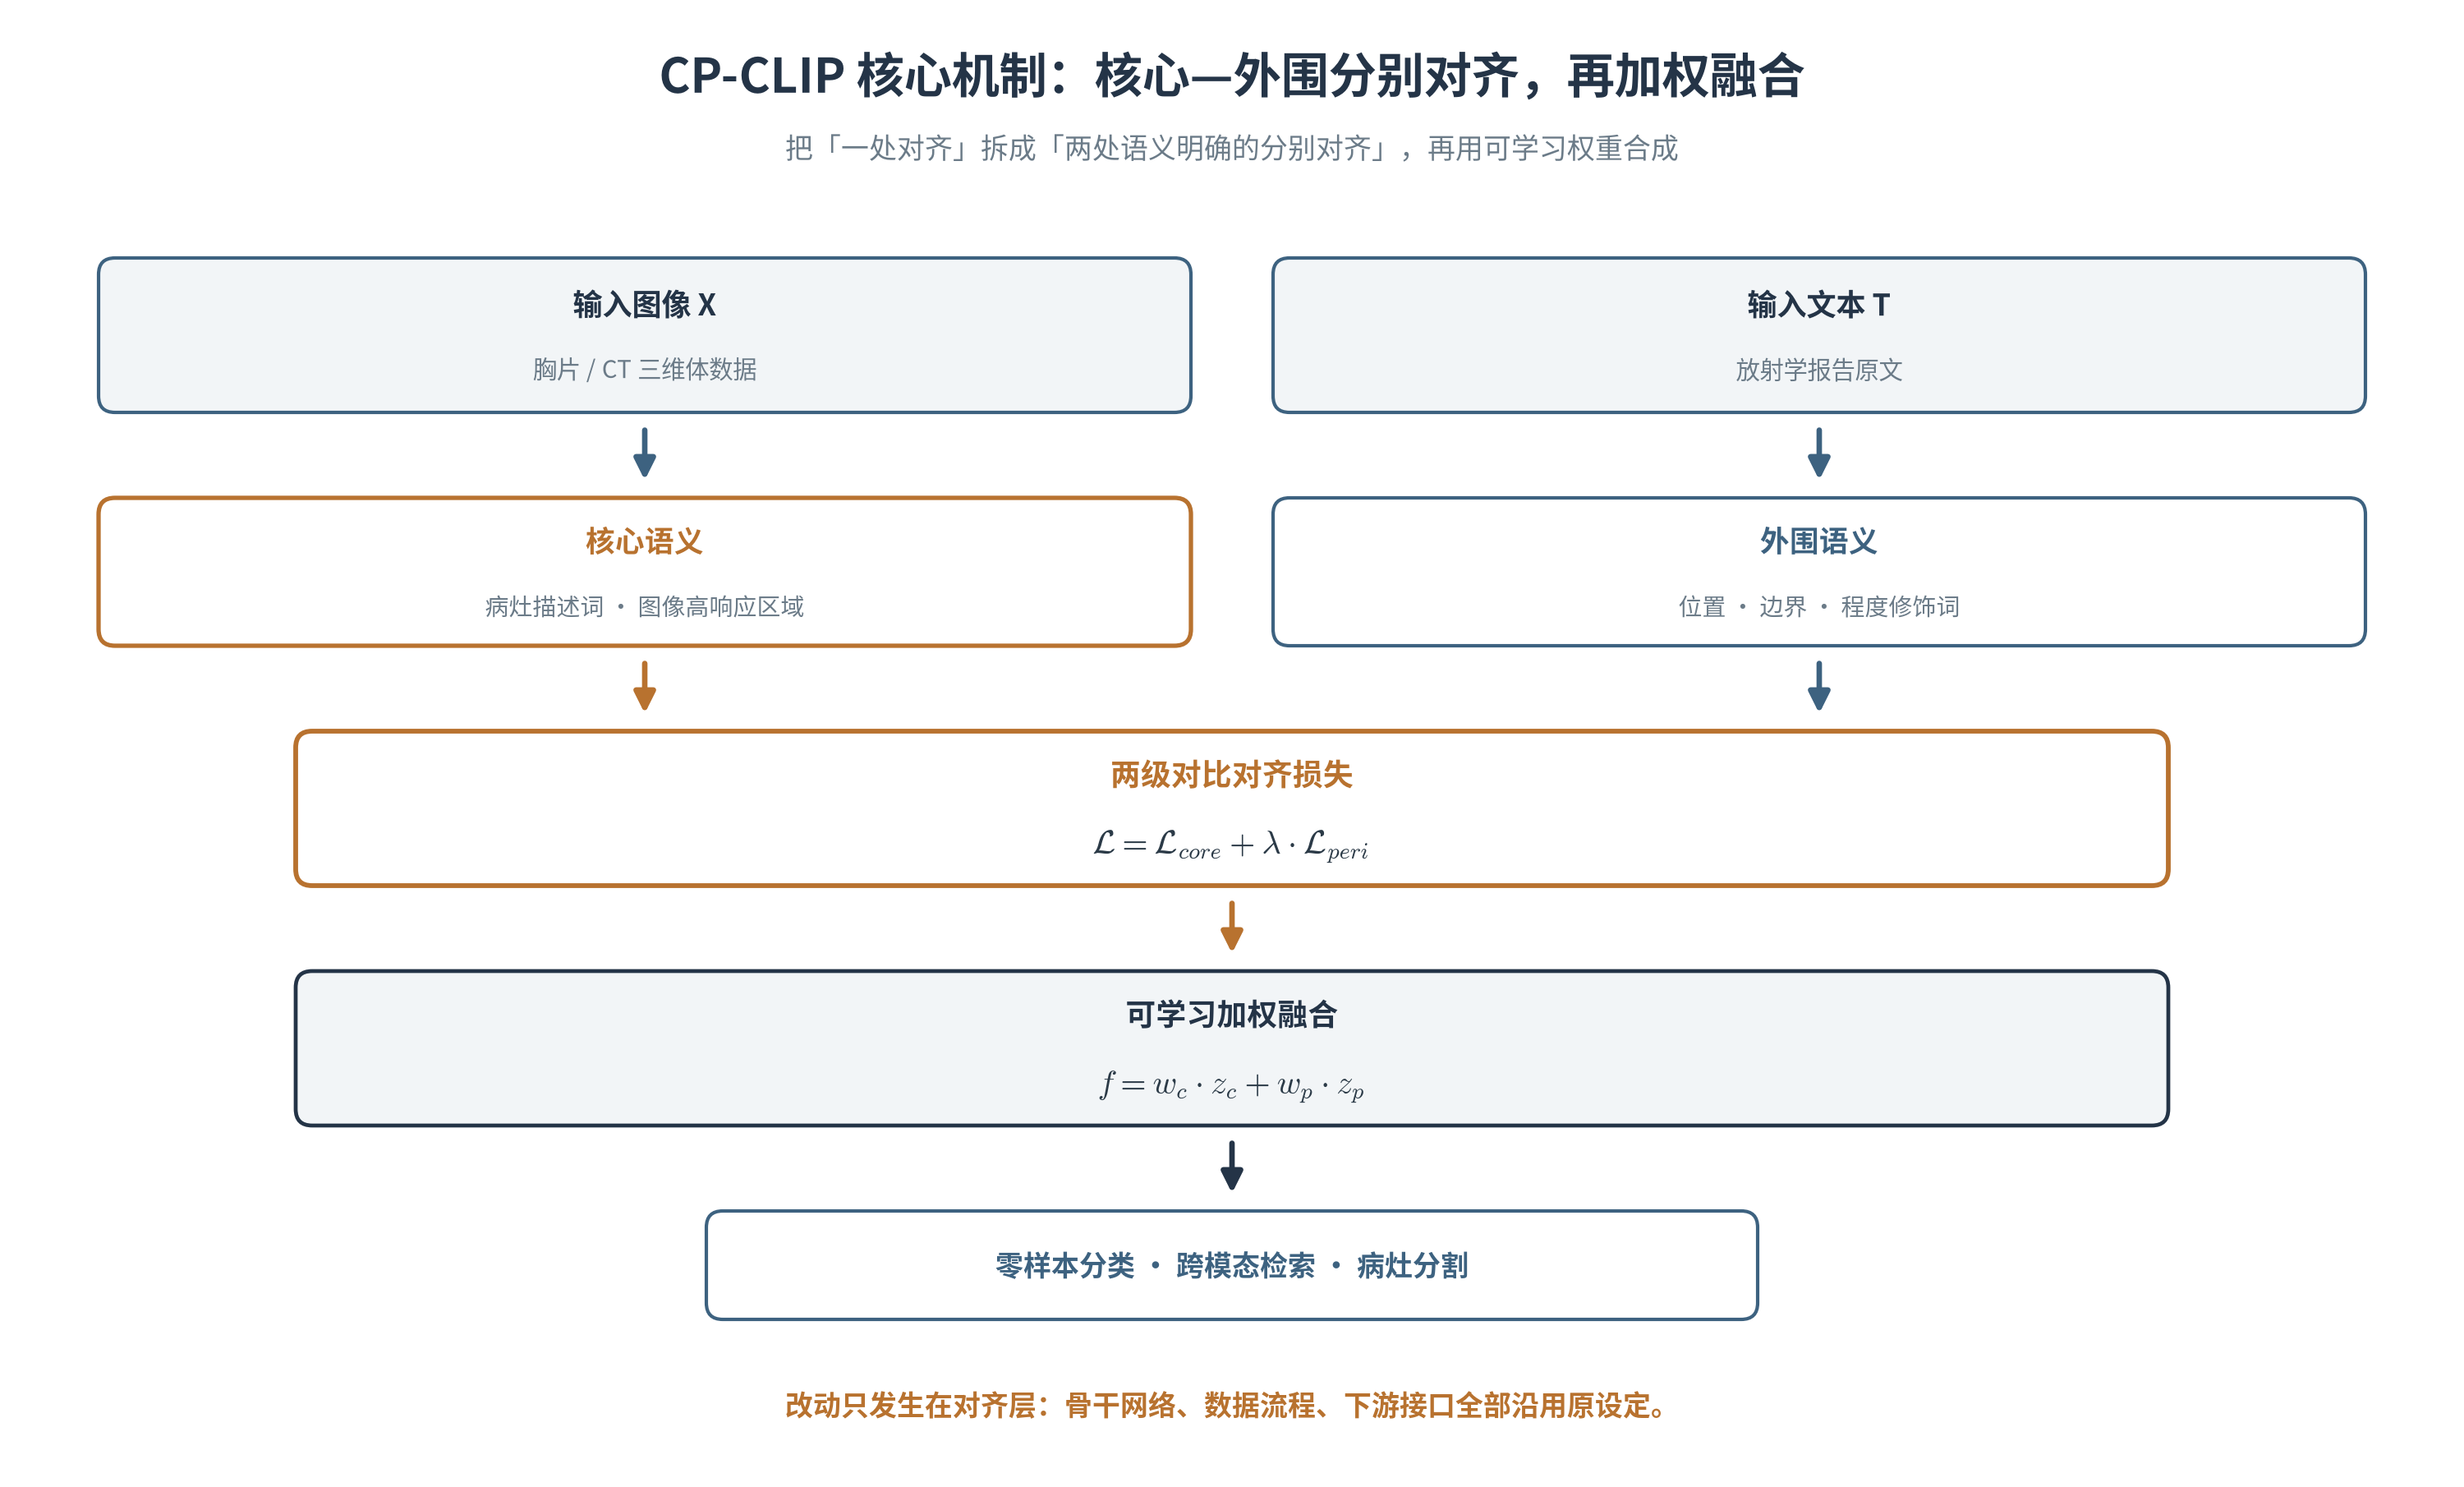 CP-CLIP 核心机制：核心—外围分别对齐，再加权融合
把「一处对齐」拆成「两处语义明确的分别对齐」，再用可学习权重合成
输入图像 X
胸片 / CT 三维体数据
输入文本 T
放射学报告原文
核心语义
病灶描述词 · 图像高响应区域
外围语义
位置 · 边界 · 程度修饰词
两级对比对齐损失
ℒ = ℒ_core + λ · ℒ_peri
可学习加权融合
f = w_c · z_c + w_p · z_p
零样本分类 · 跨模态检索 · 病灶分割
改动只发生在对齐层：骨干网络、数据流程、下游接口全部沿用原设定。